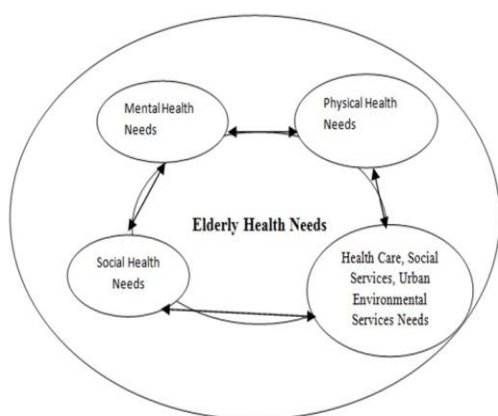 Mental Health
Needs
Physical Health
Needs
Elderly Health Needs
Social Health
Needs
Health Care, Social
Services, Urban
Environmental
Services Needs